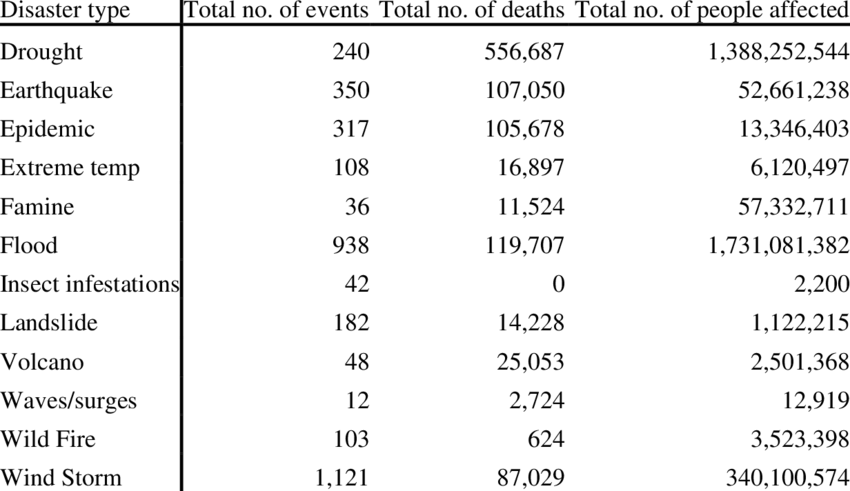 Disaster type Total no. of events Total no. of deaths Total no. of people affected
Drought 240 556,687 1,388,252,544
Earthquake 350 107,050 52,661,238
Epidemic 317 105,678 13,346,403
Extreme temp 108 16,897 6,120,497
Famine 36 11,524 57,332,711
Flood 938 119,707 1,731,081,382
Insect infestations 42 0 2,200
Landslide 182 14,228 1,122,215
Volcano 48 25,053 2,501,368
Waves/surges 12 2,724 12,919
Wild Fire 103 624 3,523,398
Wind Storm 1,121 87,029 340,100,574